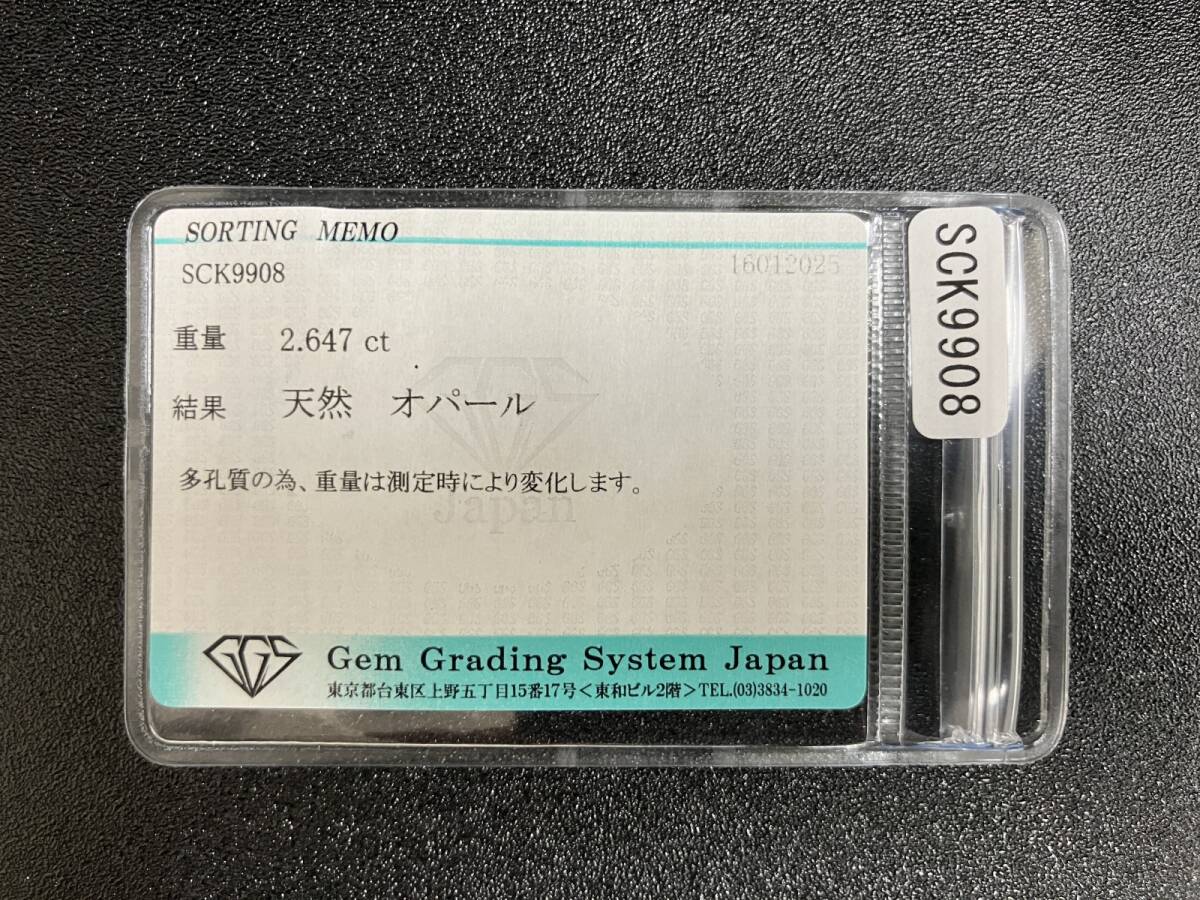 SORTING MEMO
SCK9908 16012025
重量 2.647 ct
結果 天然 オパール
多孔質の為、重量は測定時により変化します。
Japan
GGS
Gem Grading System Japan
東京都台東区上野五丁目15番17号<東和ビル2階>TEL.(03)3834-1020
SCK9908